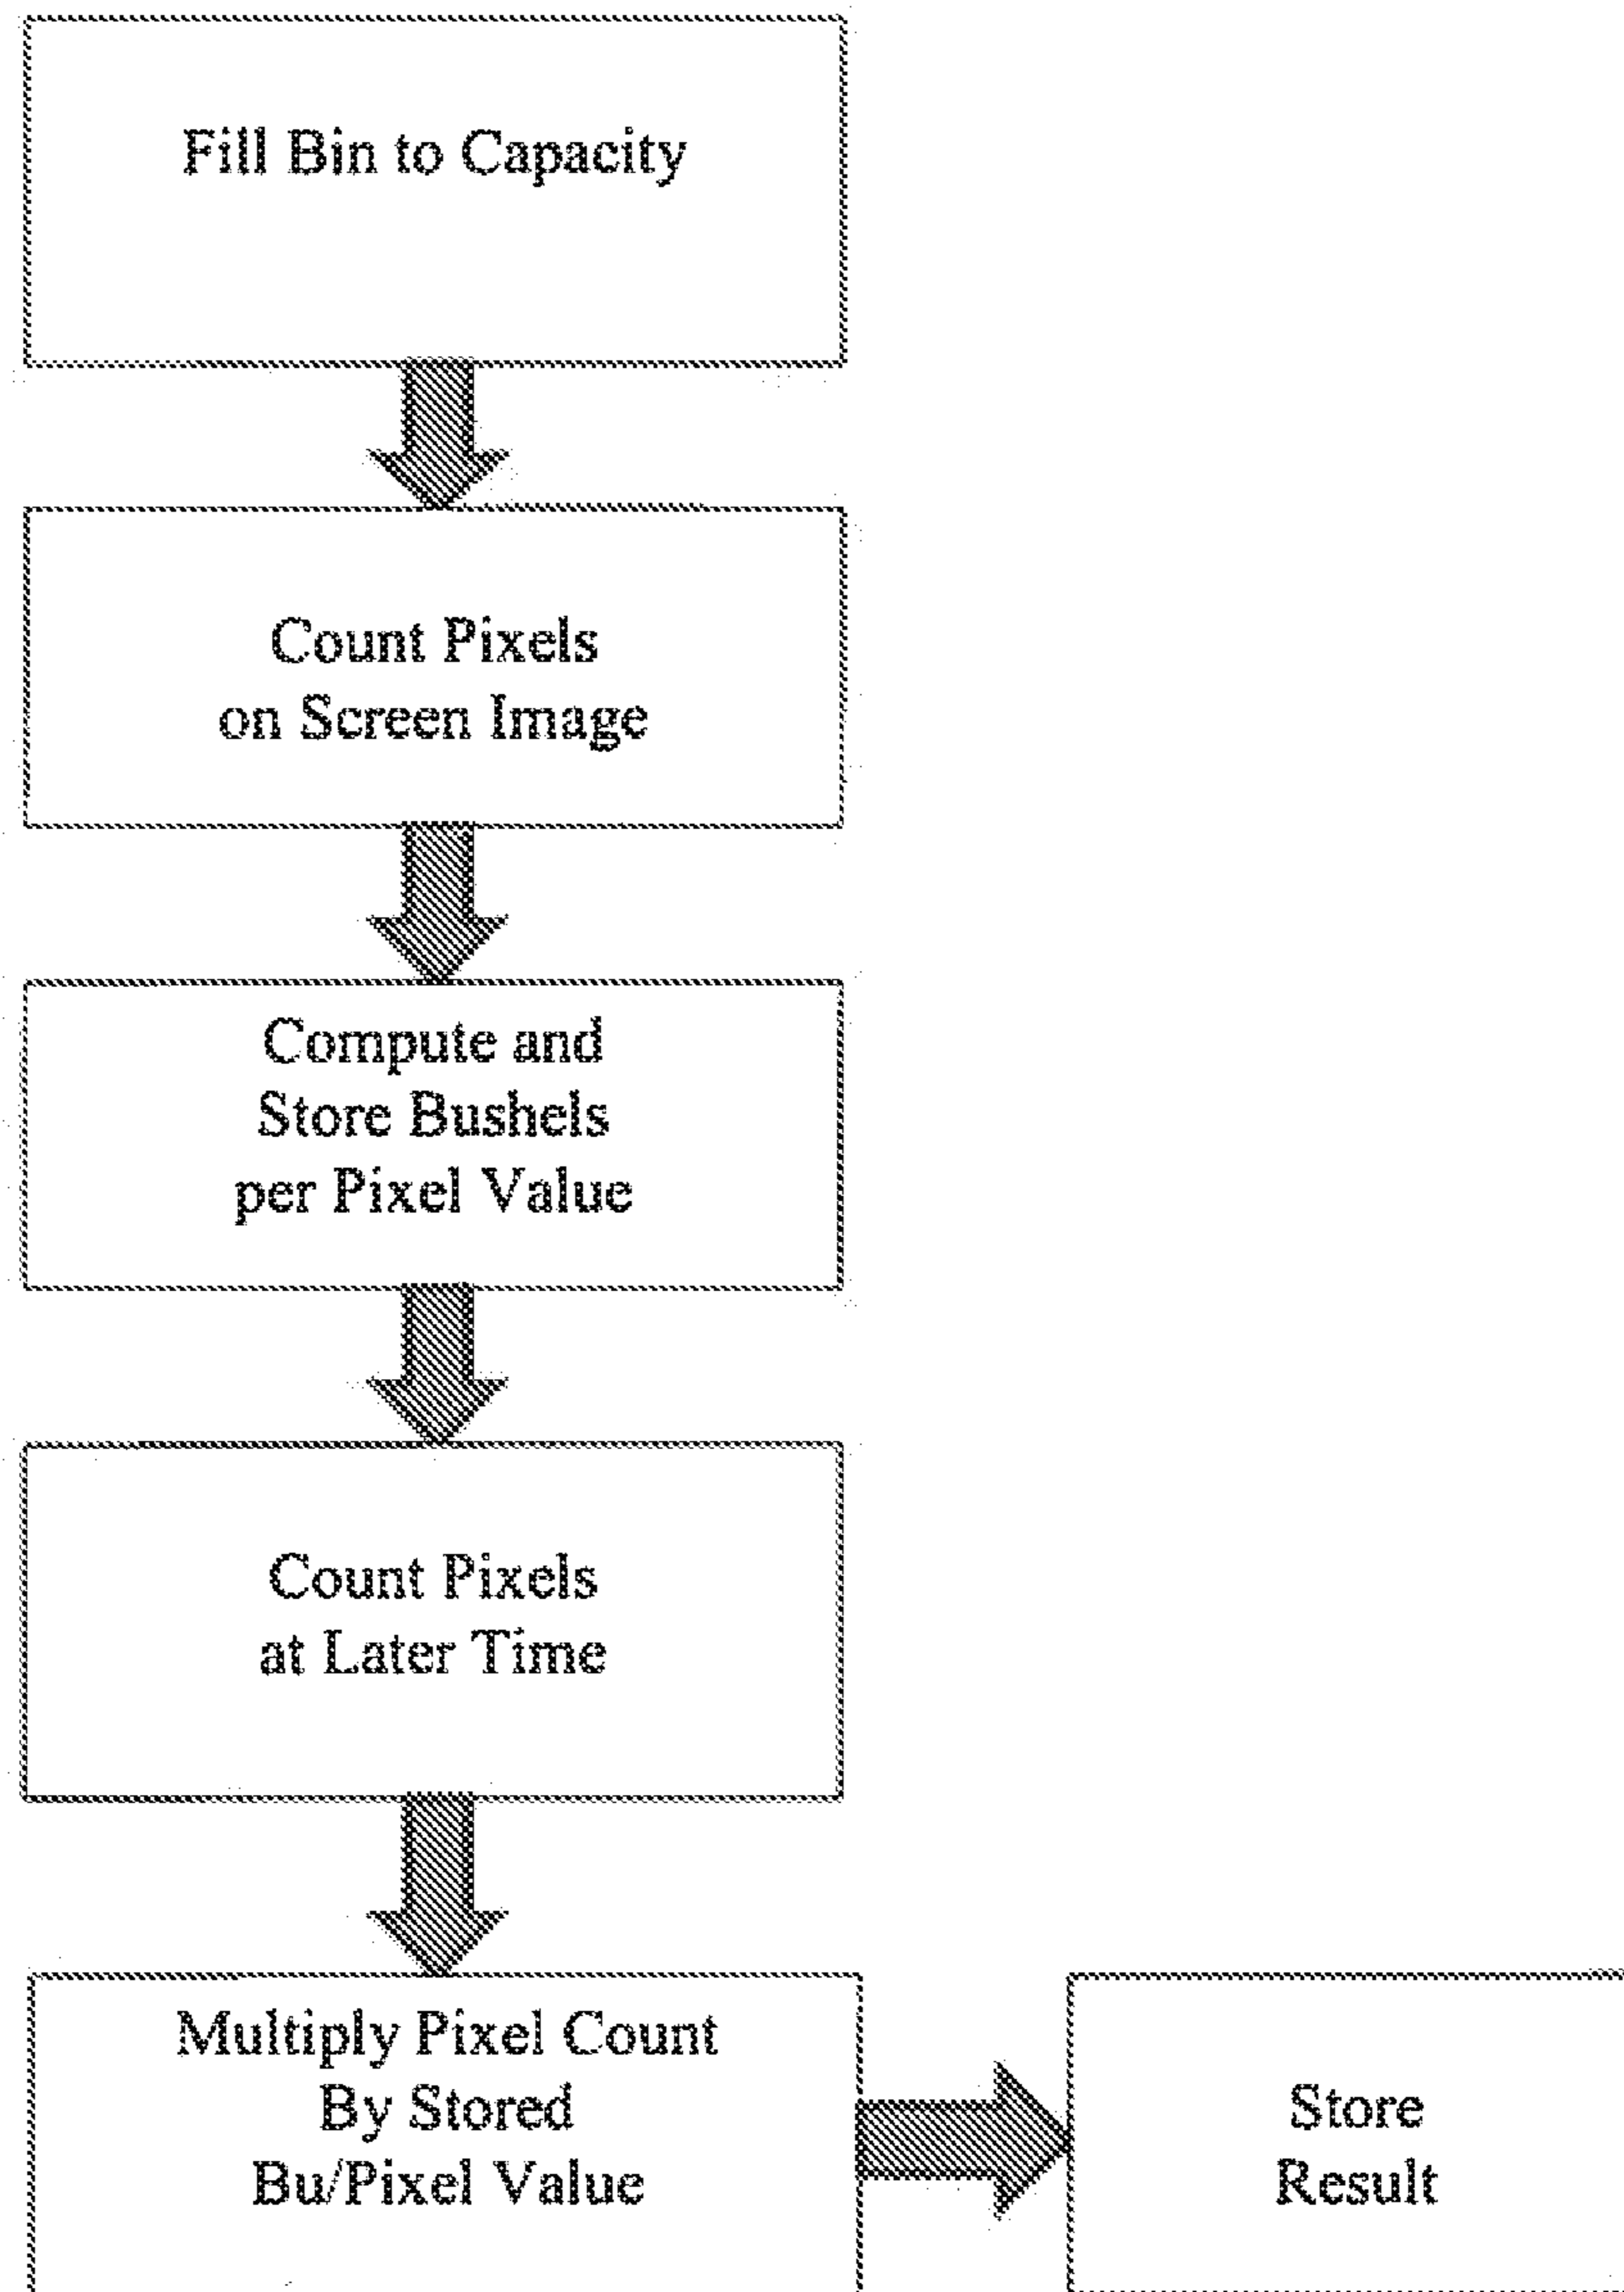 Fill Bin to Capacity
Count Pixels
on Screen Image
Compute and
Store Bushels
per Pixel Value
Count Pixels
at Later Time
Multiply Pixel Count
By Stored
Bu/Pixel Value
Store
Result